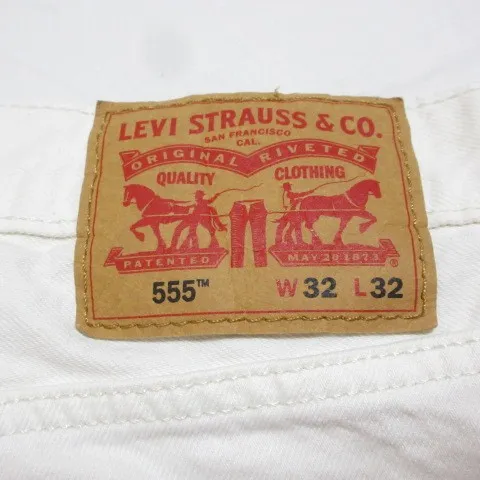 LEVI STRAUSS & CO.
SAN FRANCISCO
CAL.
ORIGINAL RIVETED
QUALITY CLOTHING
PATENTED MAY 20 1873 ®
555™ W 32 L 32